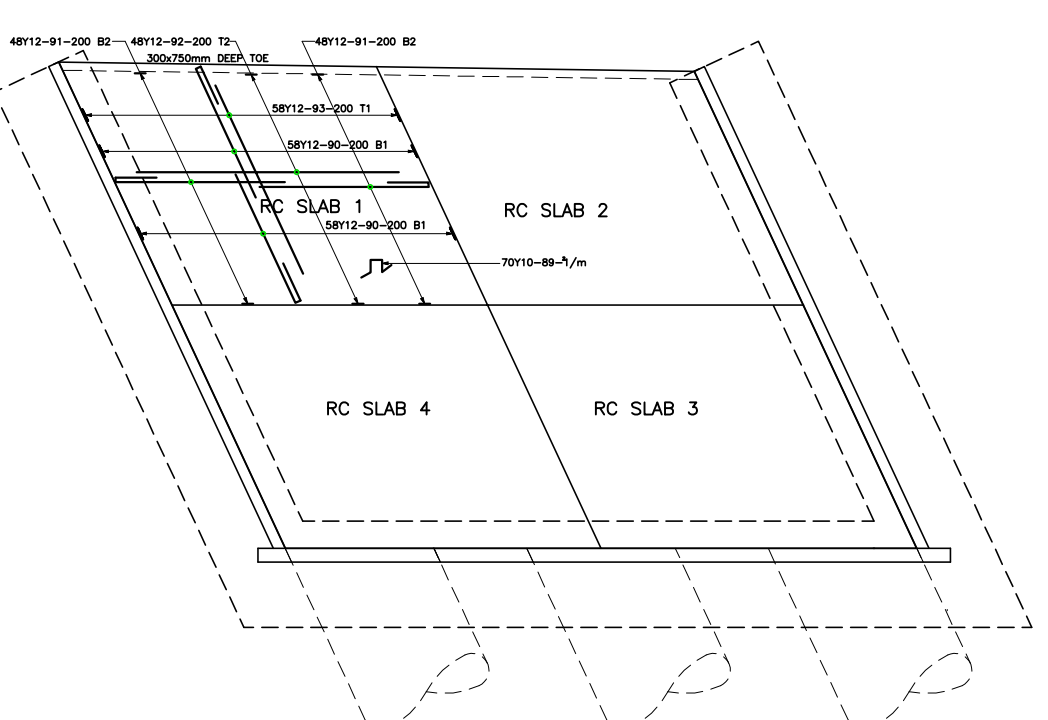 48Y12-91-200 B2
48Y12-92-200 T2
48Y12-91-200 B2
300x750mm DEEP TOE
58Y12-93-200 T1
58Y12-90-200 B1
RC SLAB 1
RC SLAB 2
58Y12-90-200 B1
RC SLAB 4
RC SLAB 3